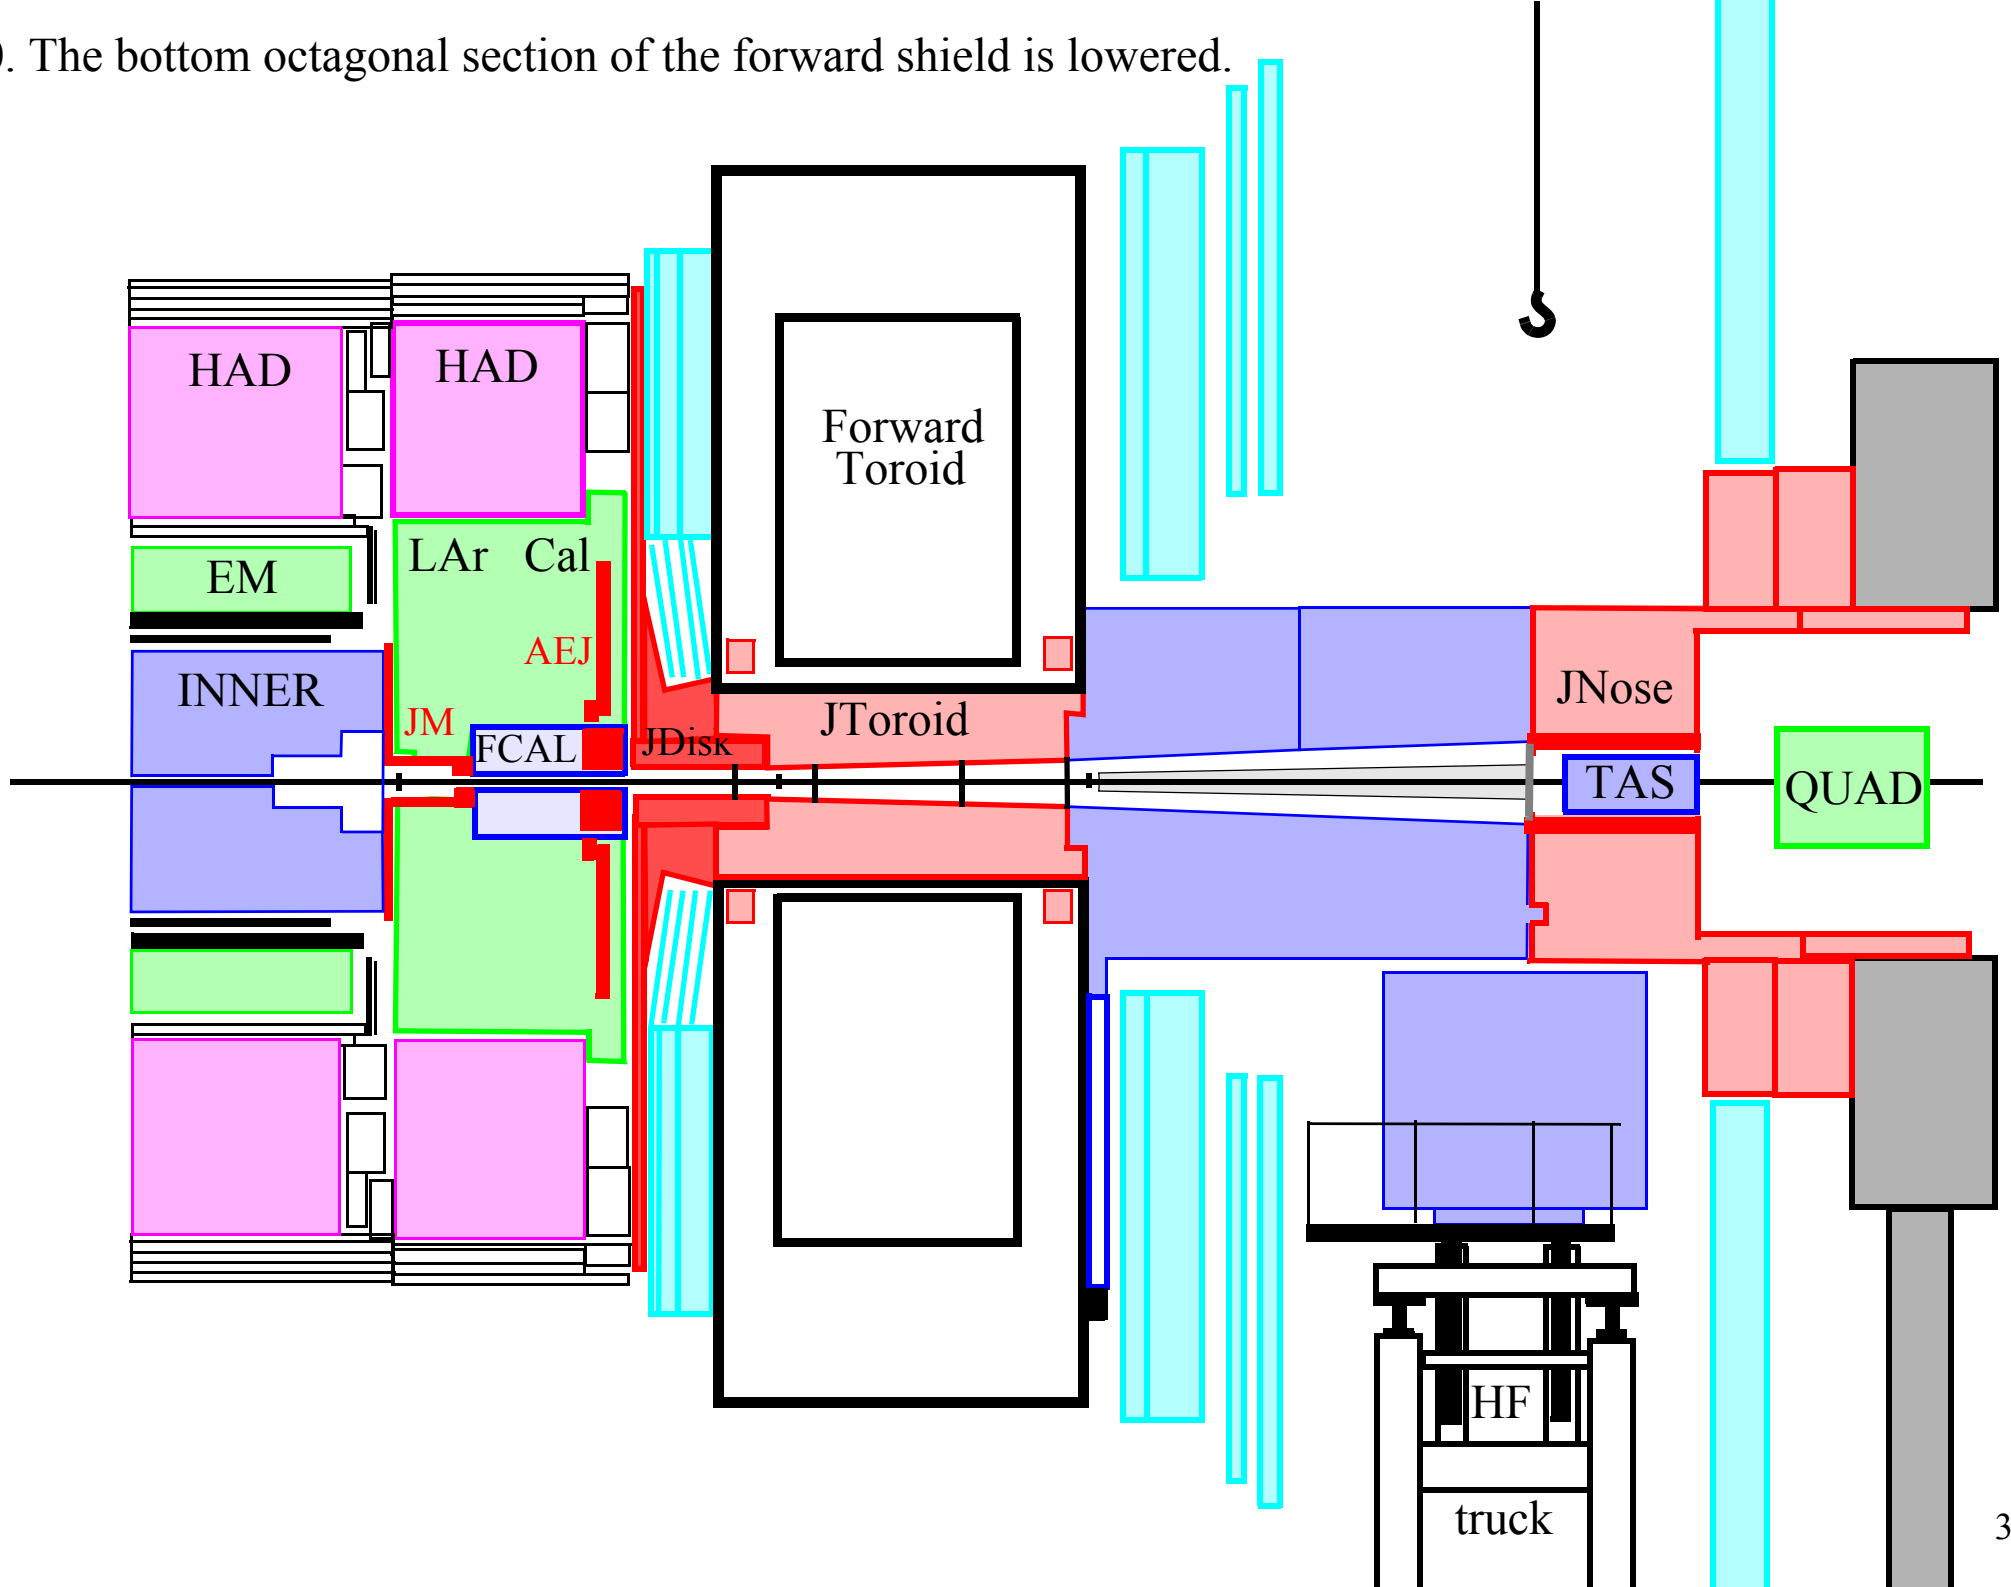 ). The bottom octagonal section of the forward shield is lowered.
HAD
HAD
Forward
Toroid
LAr Cal
EM
AEJ
INNER
JNose
JM
JToroid
FCAL
JDisk
TAS
QUAD
HF
truck
3